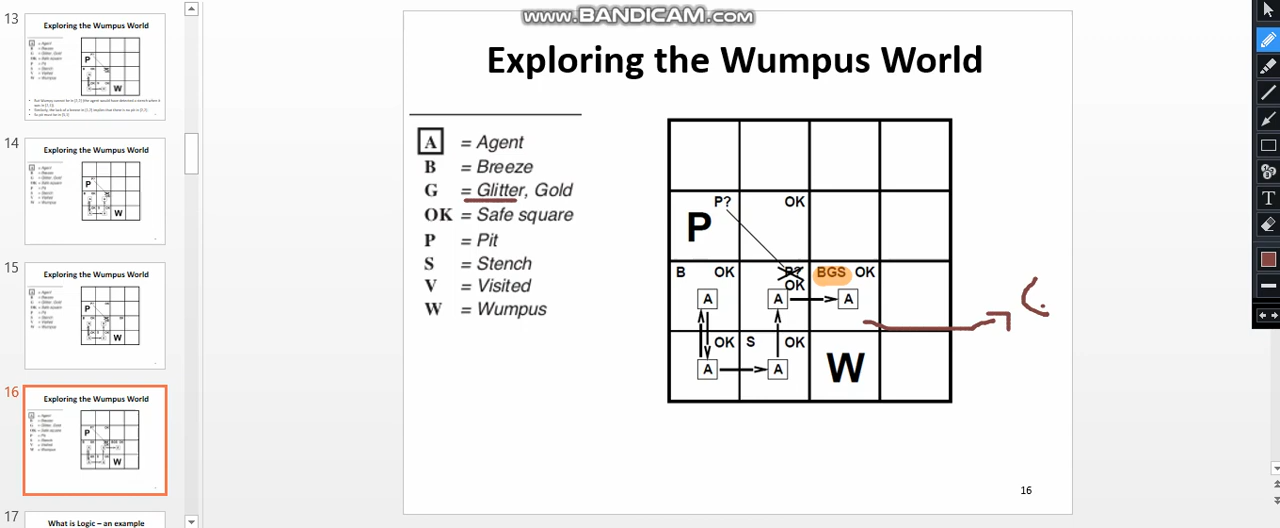 www.BANDICAM.com
13
Exploring the Wumpus World
14
Exploring the Wumpus World
15
Exploring the Wumpus World
16
Exploring the Wumpus World
17
What is Logic – an example
Exploring the Wumpus World
A = Agent
B = Breeze
G = Glitter, Gold
OK = Safe square
P = Pit
S = Stench
V = Visited
W = Wumpus
P? OK
P
B OK P? BGS OK
OK
A A A
OK S OK
A A W
16
T